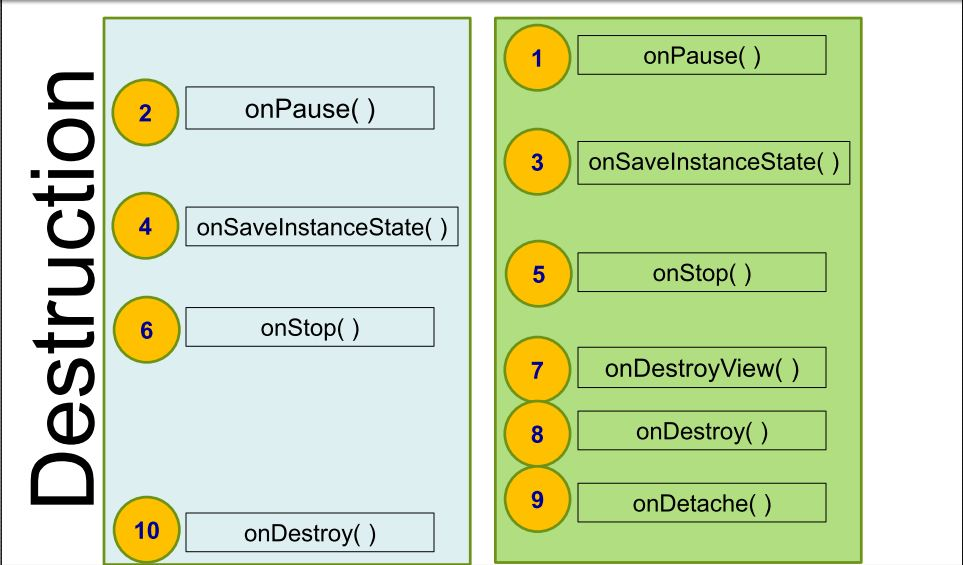 Destruction
1
onPause( )
2
onPause( )
3
onSaveInstanceState( )
4
onSaveInstanceState( )
5
onStop( )
6
onStop( )
7
onDestroyView( )
8
onDestroy( )
9
onDetache( )
10
onDestroy( )